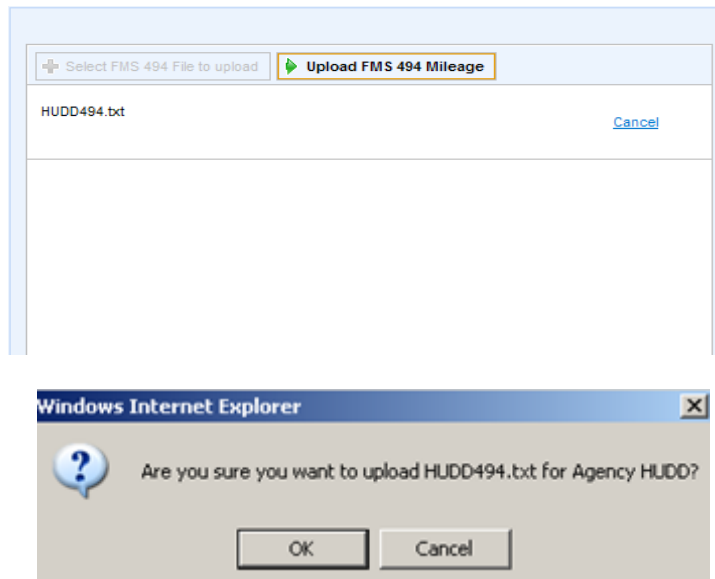 Select FMS 494 File to upload Upload FMS 494 Mileage
HUDD494.txt
Cancel
Windows Internet Explorer
Are you sure you want to upload HUDD494.txt for Agency HUDD?
OK Cancel